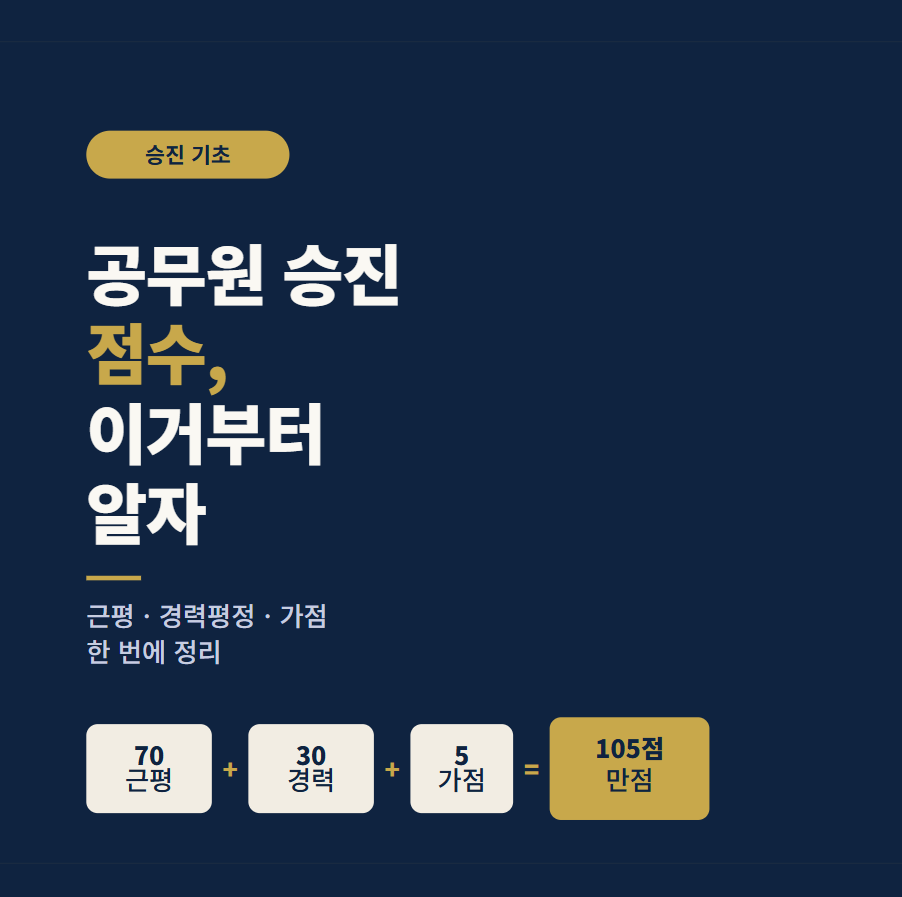 승진 기초
공무원 승진
점수,
이거부터
알자
근평 · 경력평정 · 가점
한 번에 정리
70 + 30 + 5 = 105점
근평 경력 가점 만점